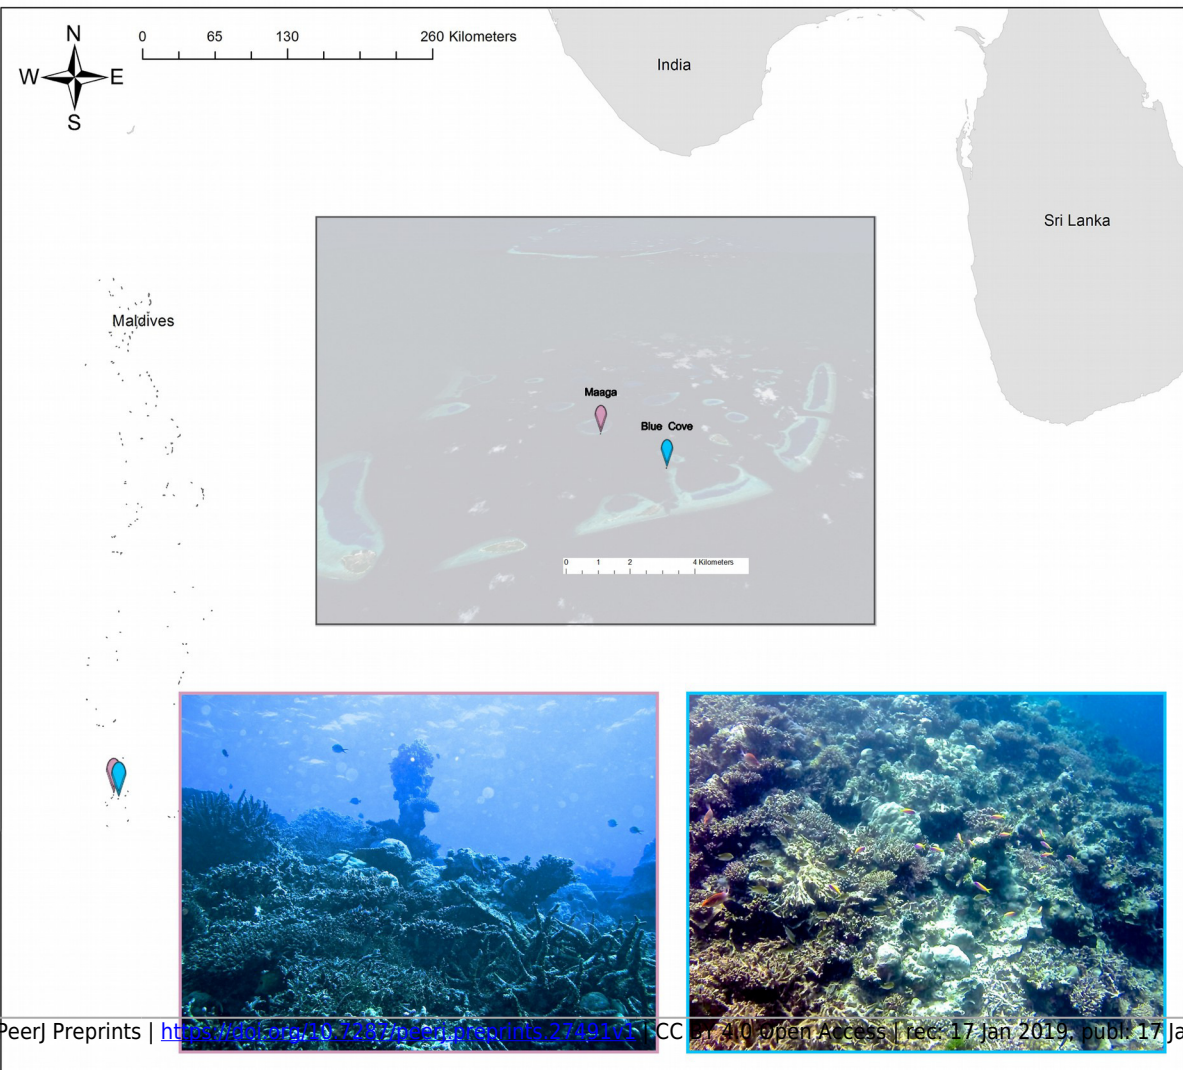 N
W E
S
0 65 130 260 Kilometers
India
Sri Lanka
Maldives
Maaga
Blue Cove
0 1 2 4 Kilometers
PeerJ Preprints | https://doi.org/10.7287/peerj.preprints.27491v1 | CC BY 4.0 Open Access | rec: 17 Jan 2019, publ: 17 Ja